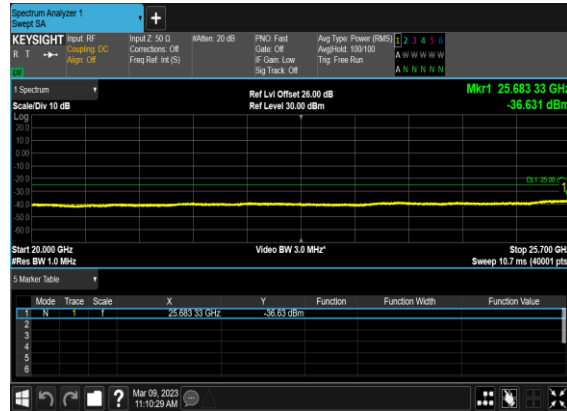 Spectrum Analyzer 1
Swept SA
+
KEYSIGHT Input: RF Input Z: 50 Ω #Atten: 20 dB PNO: Fast Avg Type: Power (RMS) 1 2 3 4 5 6
R T Coupling: DC Corrections: Off Gate: Off Avg|Hold: 100/100 A W W W W W
Align: Off Freq Ref: Int (S) IF Gain: Low Trig: Free Run
Sig Track: Off A N N N N N
1 Spectrum Ref Lvl Offset 26.00 dB Mkr1 25.683 33 GHz
Scale/Div 10 dB Ref Level 30.00 dBm -36.631 dBm
Log
20.0
10.0
0.00
-10.0
-20.0
-30.0
-40.0
-50.0
-60.0
1
Start 20.000 GHz Video BW 3.0 MHz* Stop 25.700 GHz
#Res BW 1.0 MHz Sweep 10.7 ms (40001 pts
5 Marker Table
Mode Trace Scale X Y Function Function Width Function Value
1 N 1 f 25.683 33 GHz -36.63 dBm
2
3
4
5
6
? Mar 09, 2023
11:10:29 AM